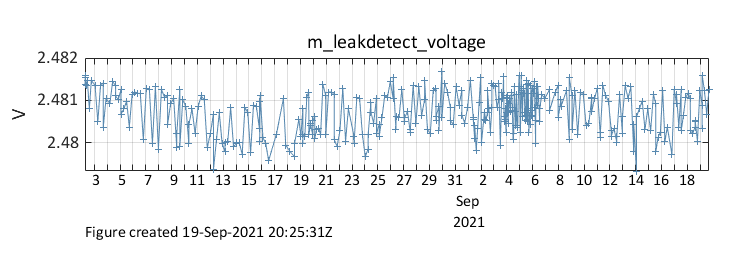 m_leakdetect_voltage
2.482
2.481
2.48
V
3 5 7 9 11 13 15 17 19 21 23 25 27 29 31 2 4 6 8 10 12 14 16 18
Sep
2021
Figure created 19-Sep-2021 20:25:31Z